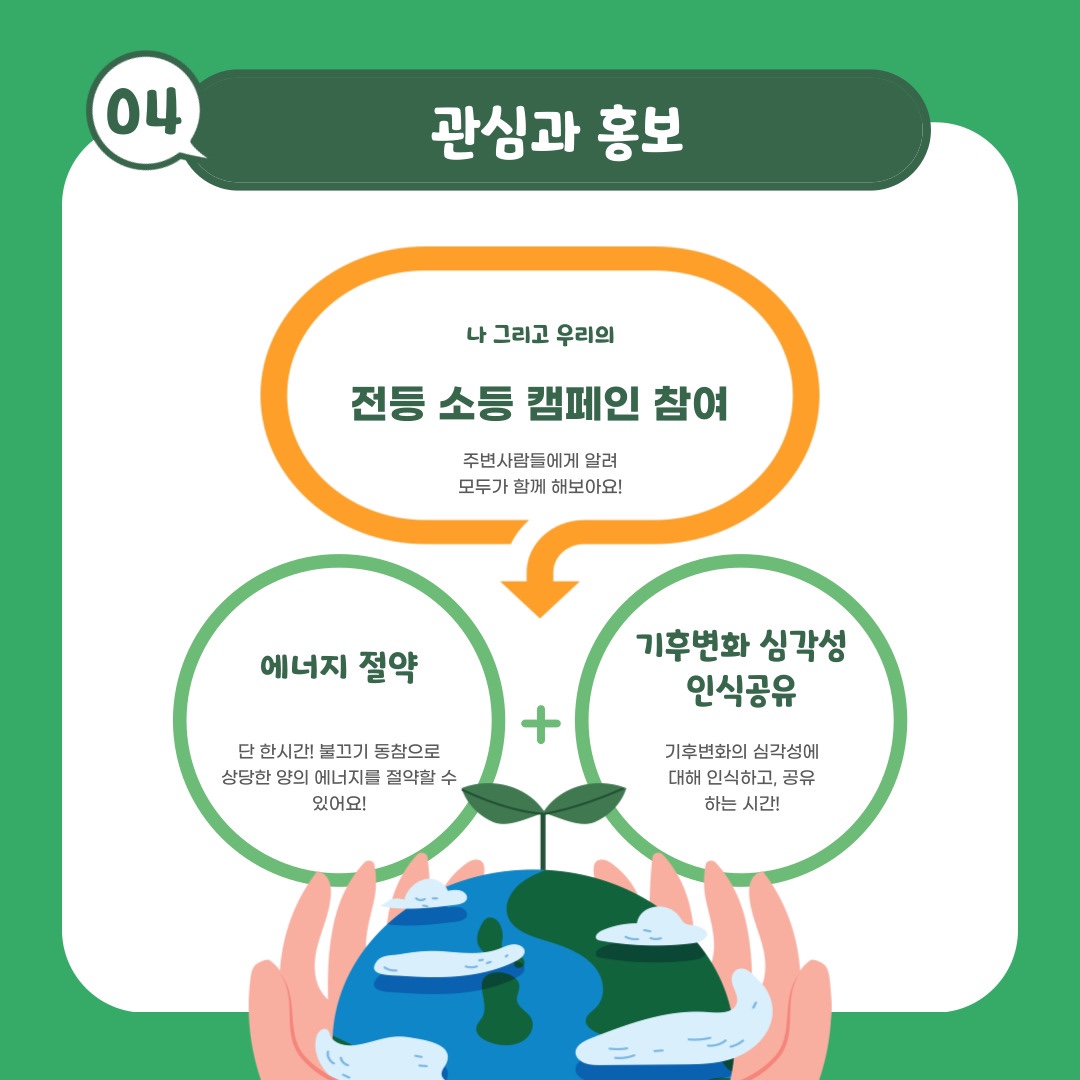 04
관심과 홍보
나 그리고 우리의
전등 소등 캠페인 참여
주변사람들에게 알려
모두가 함께 해보아요!
에너지 절약
단 한시간! 불끄기 동참으로
상당한 양의 에너지를 절약할 수
있어요!
+
기후변화 심각성
인식공유
기후변화의 심각성에
대해 인식하고, 공유
하는 시간!